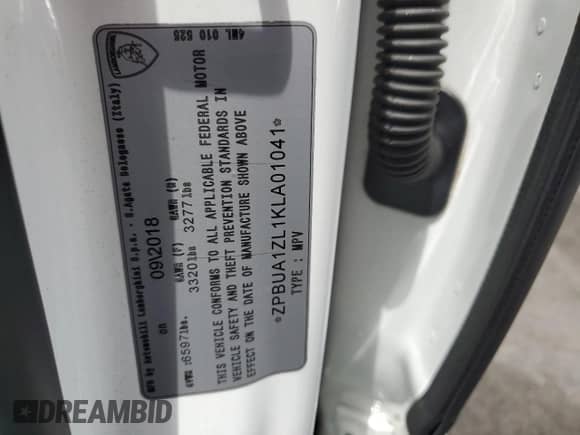 LAMBORGHINI
4ML 010 525
Mfd by Automobili Lamborghini S.p.a. - S.Agata Bolognese (Italy)
on 09\2018
GAWR (F) GAWR (R)
GVWR :6597lbs. 3320lbs 3277lbs
THIS VEHICLE CONFORMS TO ALL APPLICABLE FEDERAL MOTOR
VEHICLE SAFETY AND THEFT PREVENTION STANDARDS IN
EFFECT ON THE DATE OF MANUFACTURE SHOWN ABOVE
*ZPBUA1ZL1KLA01041*
TYPE: MPV
DREAMBID